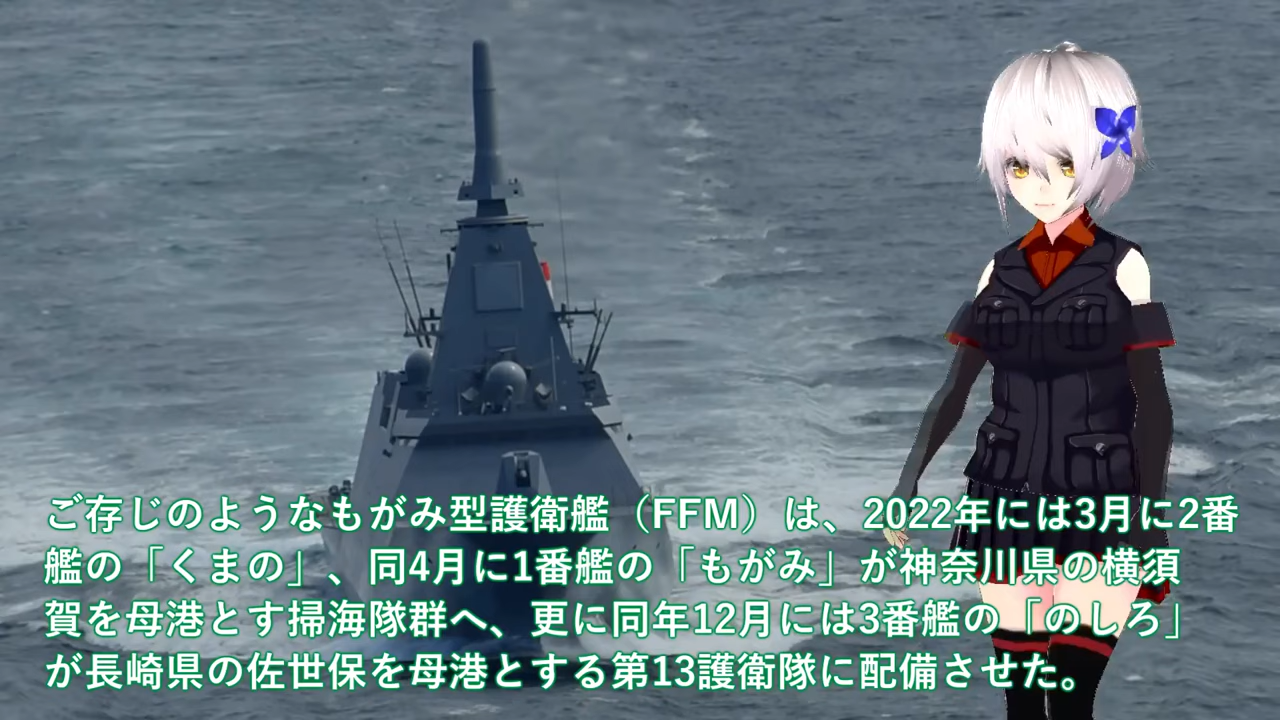 ご存じのようなもがみ型護衛艦（FFM）は、2022年には3月に2番
艦の「くまの」、同4月に1番艦の「もがみ」が神奈川県の横須
賀を母港とす掃海隊群へ、更に同年12月には3番艦の「のしろ」
が長崎県の佐世保を母港とする第13護衛隊に配備させた。